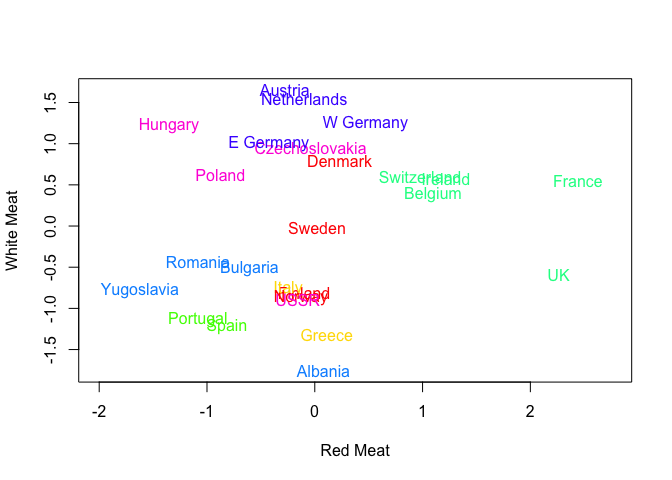 Austria
Netherlands
Hungary
W Germany
E Germany
Czechoslovakia
Denmark
Poland
Switzerland
Ireland
France
Belgium
Sweden
Romania
Bulgaria
UK
Yugoslavia
Italy
Finland
Norway
USSR
Portugal
Spain
Greece
Albania
White Meat
1.5
1.0
0.5
0.0
-0.5
-1.0
-1.5
-2 -1 0 1 2
Red Meat